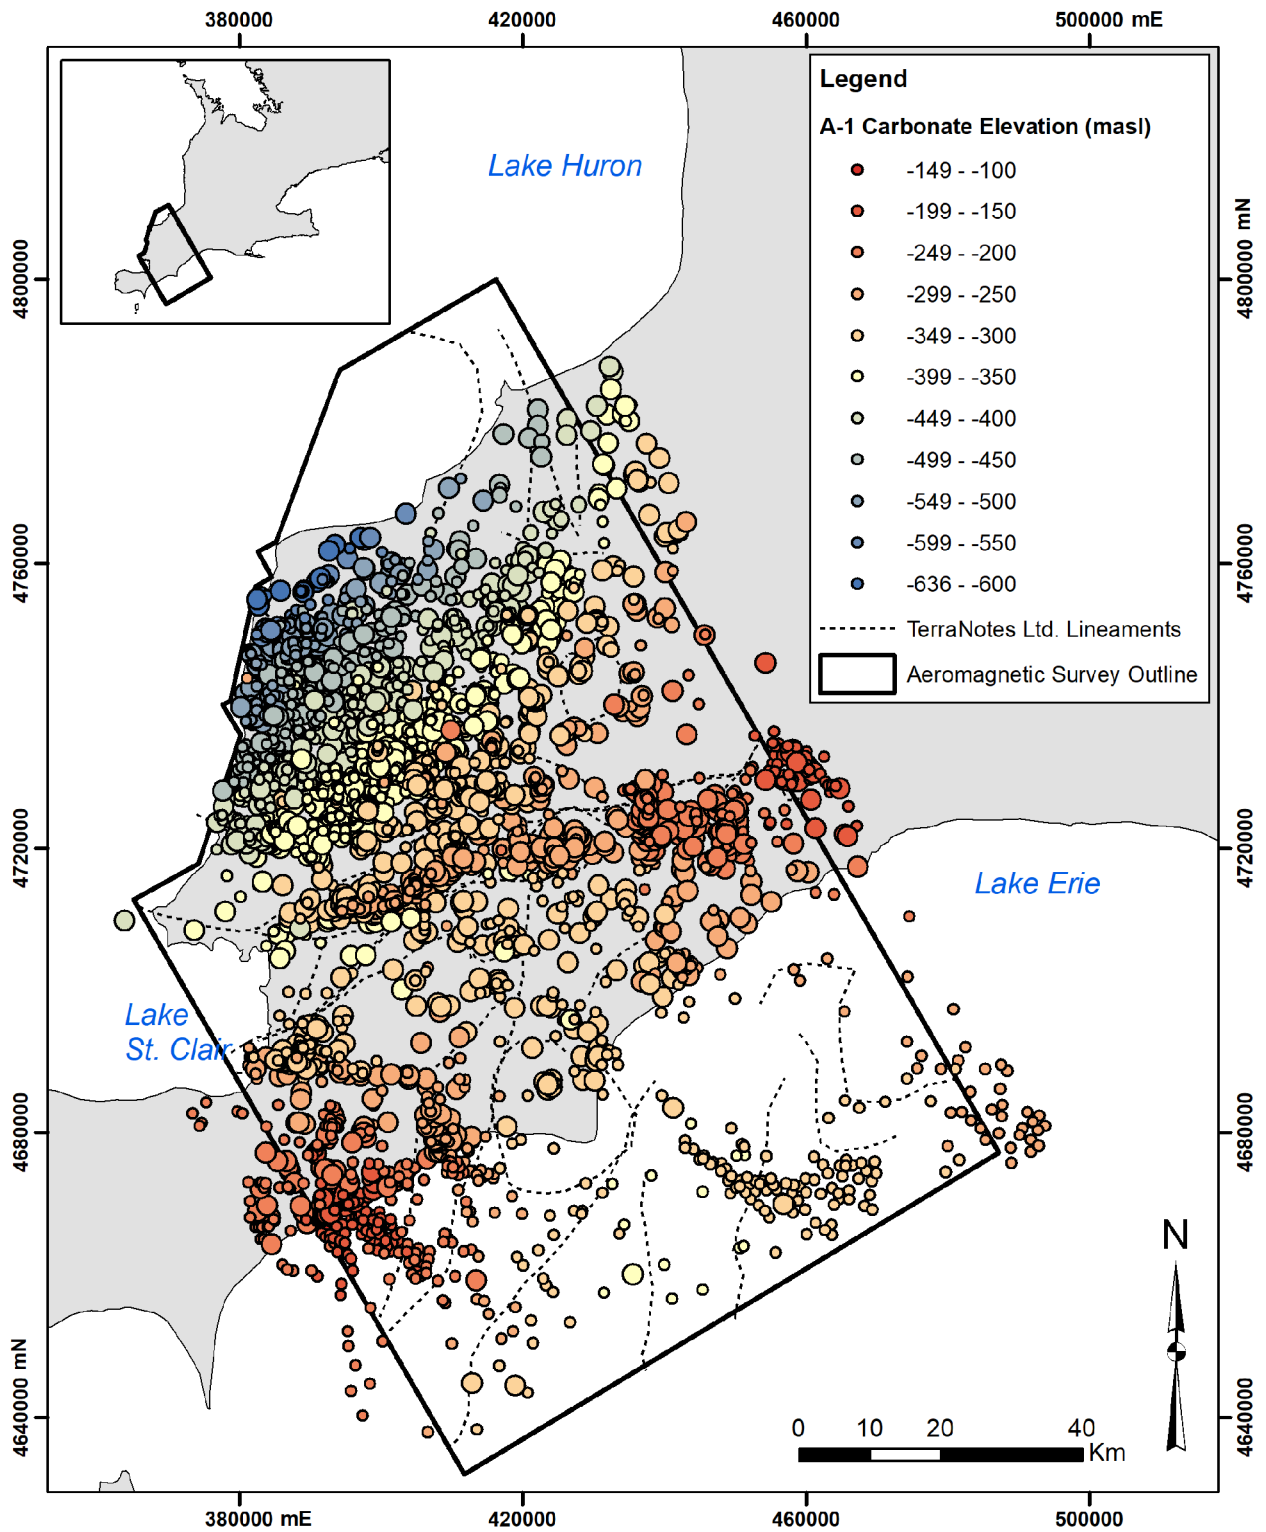 380000
420000
460000
500000 mE
Legend
A-1 Carbonate Elevation (masl)
-149 - -100
-199 - -150
-249 - -200
-299 - -250
-349 - -300
-399 - -350
-449 - -400
-499 - -450
-549 - -500
-599 - -550
-636 - -600
TerraNotes Ltd. Lineaments
Aeromagnetic Survey Outline
Lake Huron
4800000
4800000 mN
4760000
4760000
4720000
4720000
Lake Erie
Lake
St. Clair
4680000
4680000
N
4640000 mN
4640000
0
10
20
40
Km
380000 mE
420000
460000
500000